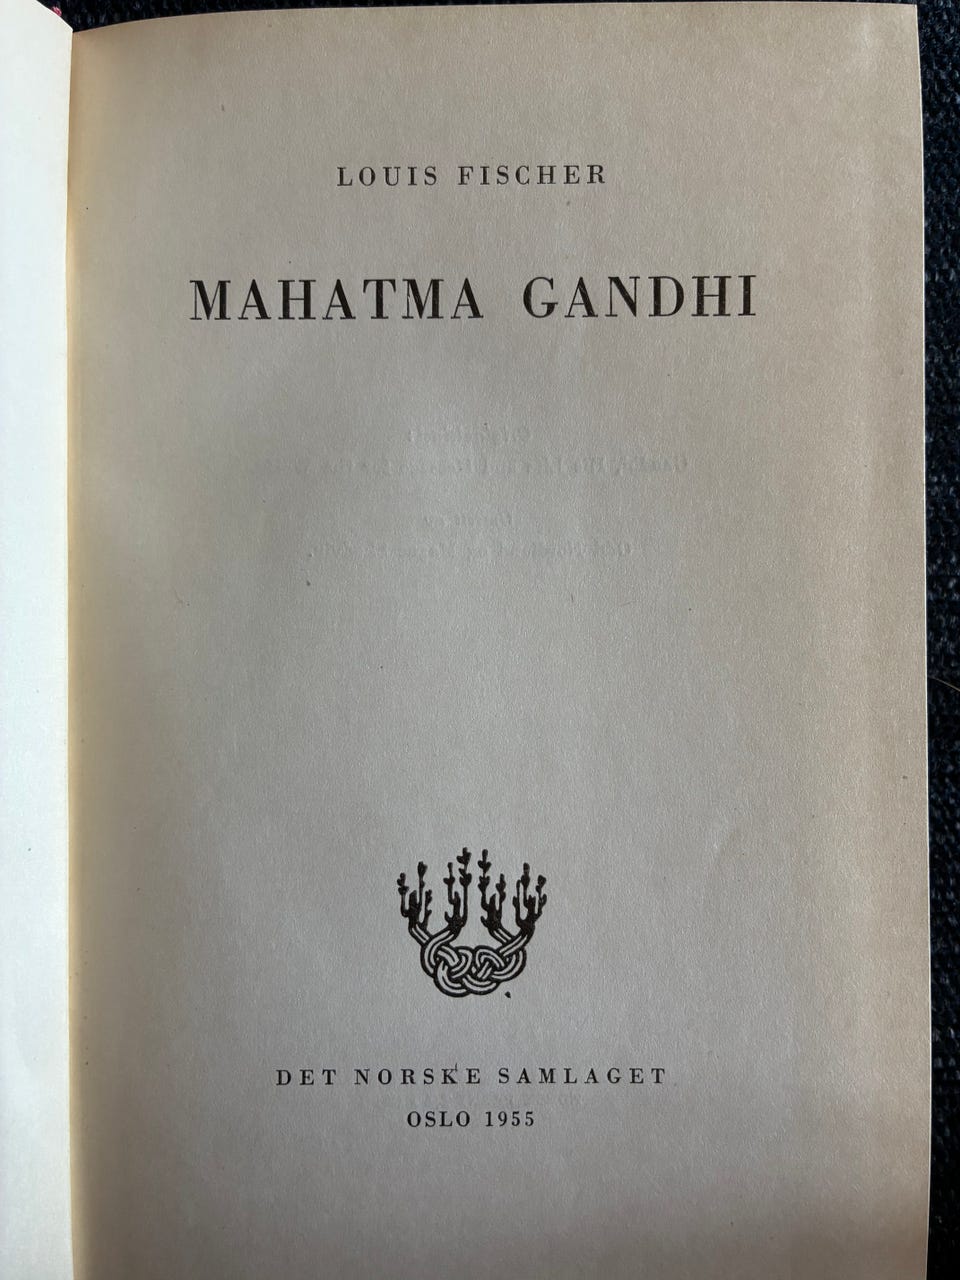 LOUIS FISCHER
MAHATMA GANDHI
DET NORSKE SAMLAGET
OSLO 1955